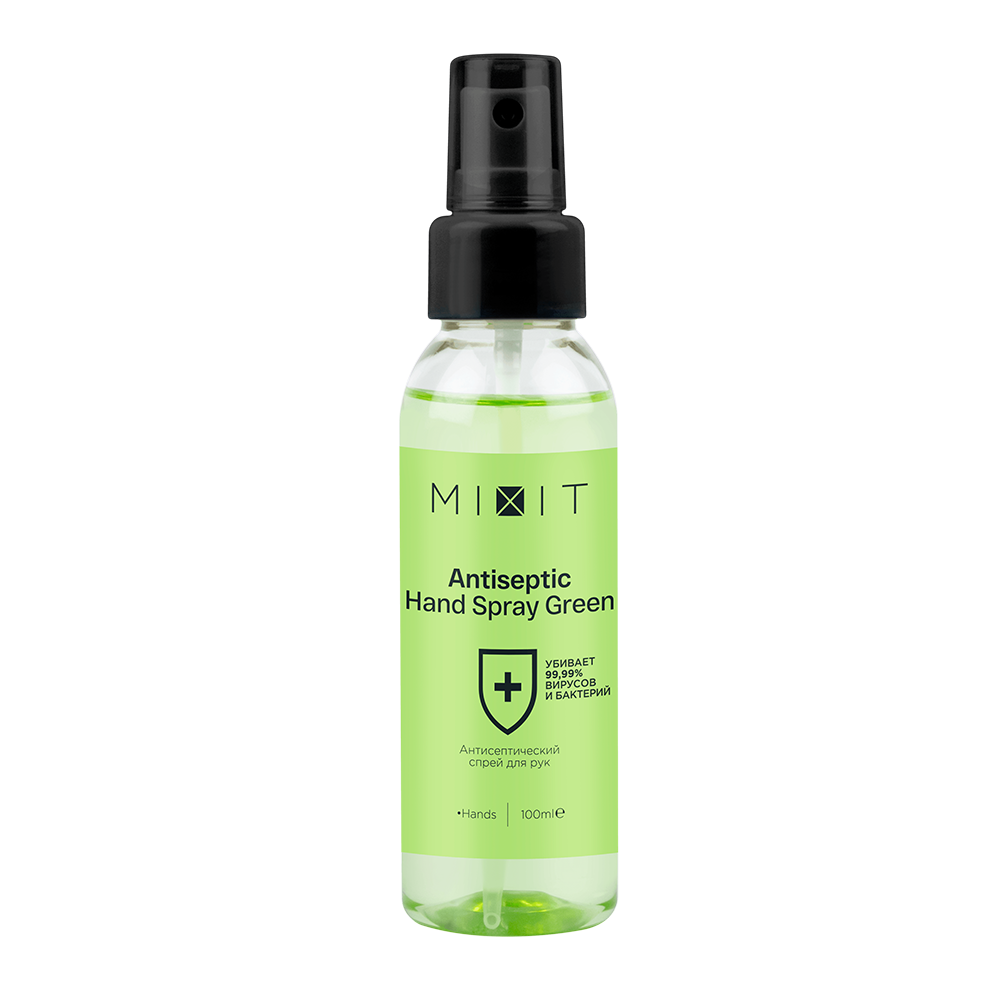 MIXIT
Antiseptic
Hand Spray Green
УБИВАЕТ
99,99%
ВИРУСОВ
И БАКТЕРИЙ
Антисептический
спрей для рук
•Hands | 100ml℮